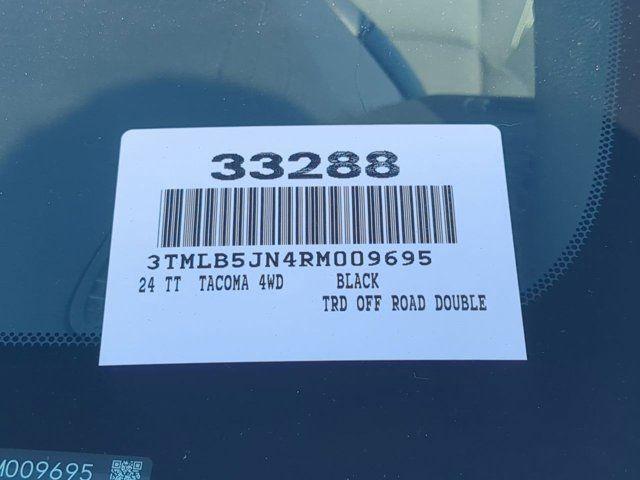 33288
3TMLB5JN4RM009695
24 TT TACOMA 4WD BLACK
TRD OFF ROAD DOUBLE
M009695